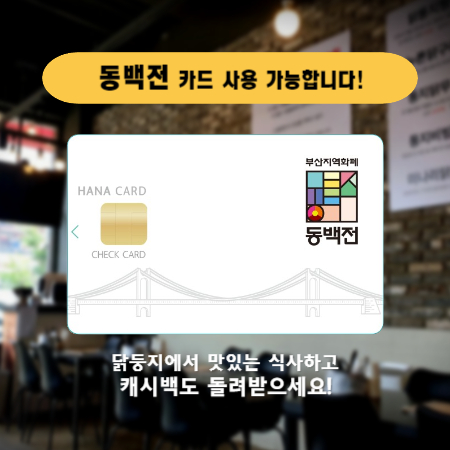 동백전 카드 사용 가능합니다!
부산지역화폐
HANA CARD
동백전
CHECK CARD
닭둥지에서 맛있는 식사하고
캐시백도 돌려받으세요!